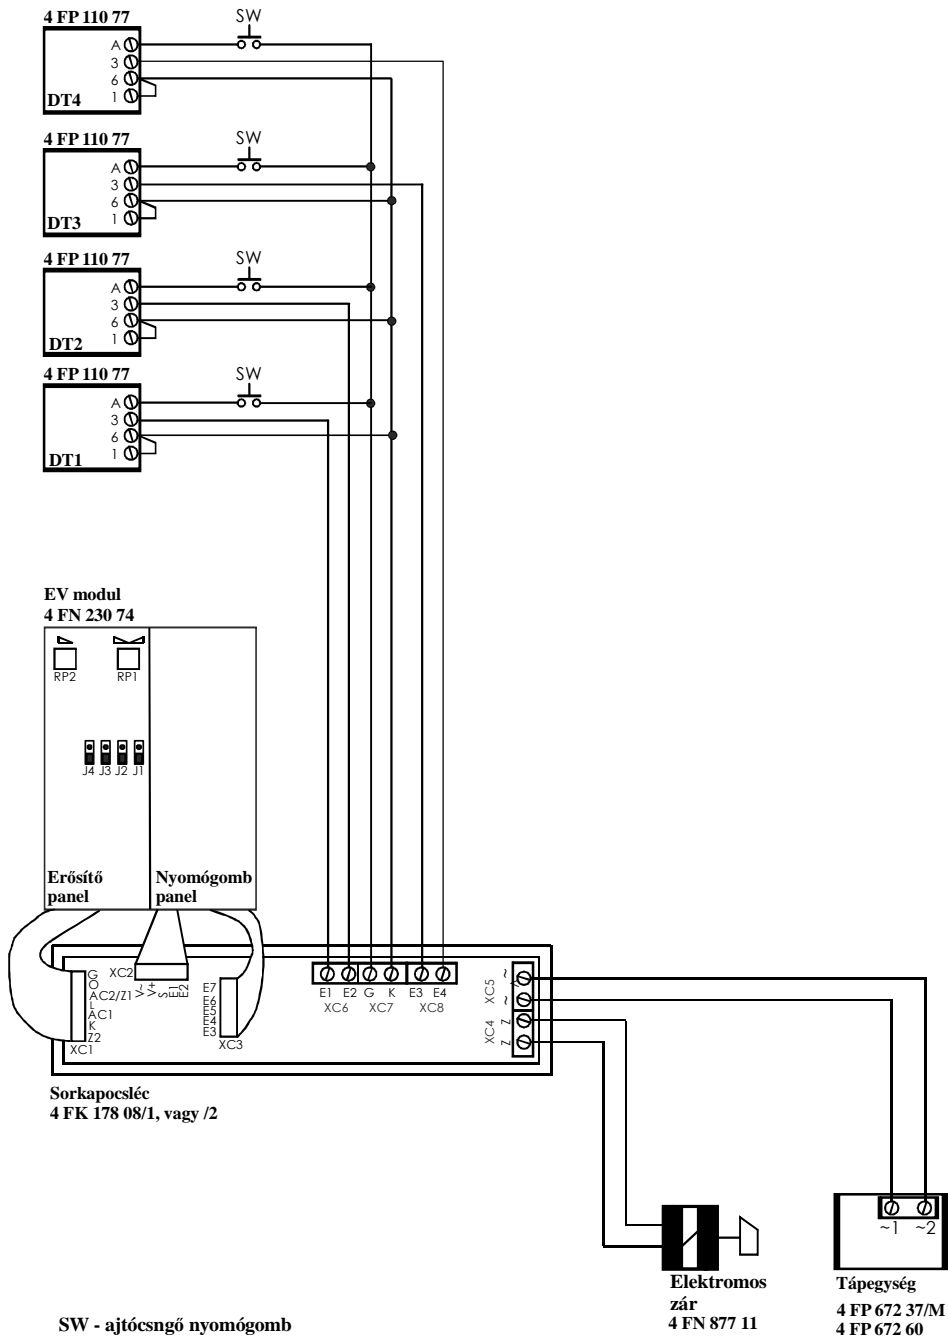 4 FP 110 77
SW
A
3
6
1
DT4
4 FP 110 77
SW
A
3
6
1
DT3
4 FP 110 77
SW
A
3
6
1
DT2
4 FP 110 77
SW
A
3
6
1
DT1
EV modul
4 FN 230 74
RP2
RP1
J4 J3 J2 J1
Erősítő
panel
Nyomógomb
panel
G
O
AC2/Z1
L
AC1
K
Z2
XC1
XC2
V~
V+
S
E1
E2
E7
E6
E5
E4
E3
XC3
E1 E2 G K E3 E4
XC6 XC7 XC8
XC5
~
~
XC4
Z
Z
Sorkapocsléc
4 FK 178 08/1, vagy /2
~1 ~2
Elektromos
zár
4 FN 877 11
Tápegység
4 FP 672 37/M
4 FP 672 60
SW - ajtócsngő nyomógomb